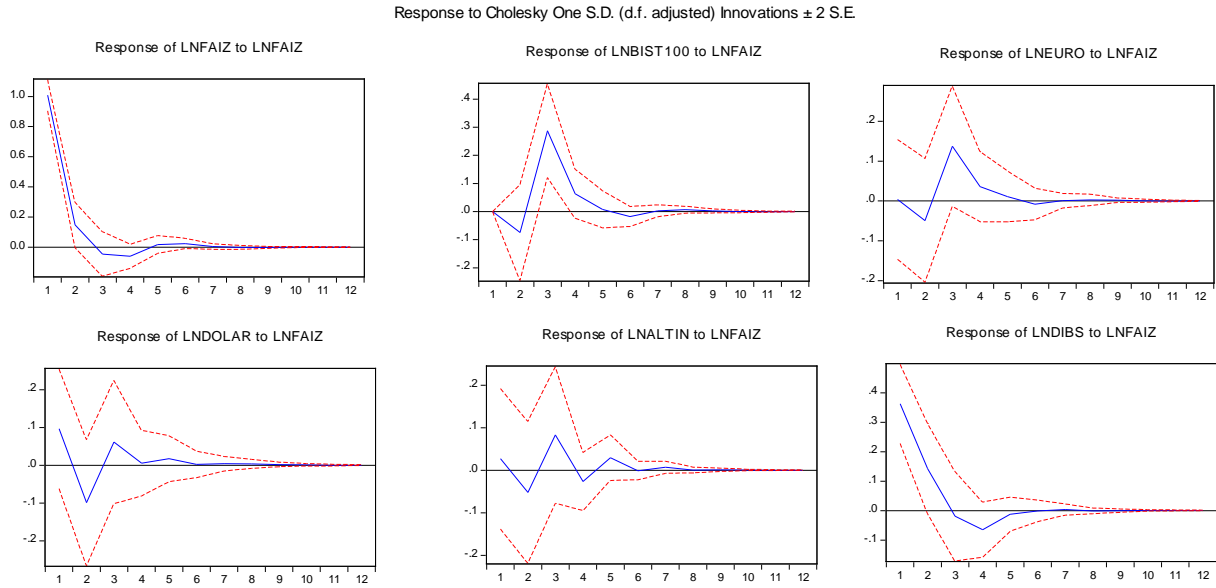 Response to Cholesky One S.D. (d.f. adjusted) Innovations ± 2 S.E.
Response of LNFAIZ to LNFAIZ
1.0
0.8
0.6
0.4
0.2
0.0
1 2 3 4 5 6 7 8 9 10 11 12
Response of LNBIST100 to LNFAIZ
.4
.3
.2
.1
.0
-.1
-.2
1 2 3 4 5 6 7 8 9 10 11 12
Response of LNEURO to LNFAIZ
.2
.1
.0
-.1
-.2
1 2 3 4 5 6 7 8 9 10 11 12
Response of LNDOLAR to LNFAIZ
.2
.1
.0
-.1
-.2
1 2 3 4 5 6 7 8 9 10 11 12
Response of LNALTIN to LNFAIZ
.2
.1
.0
-.1
-.2
1 2 3 4 5 6 7 8 9 10 11 12
Response of LNDIBS to LNFAIZ
.4
.3
.2
.1
.0
-.1
1 2 3 4 5 6 7 8 9 10 11 12